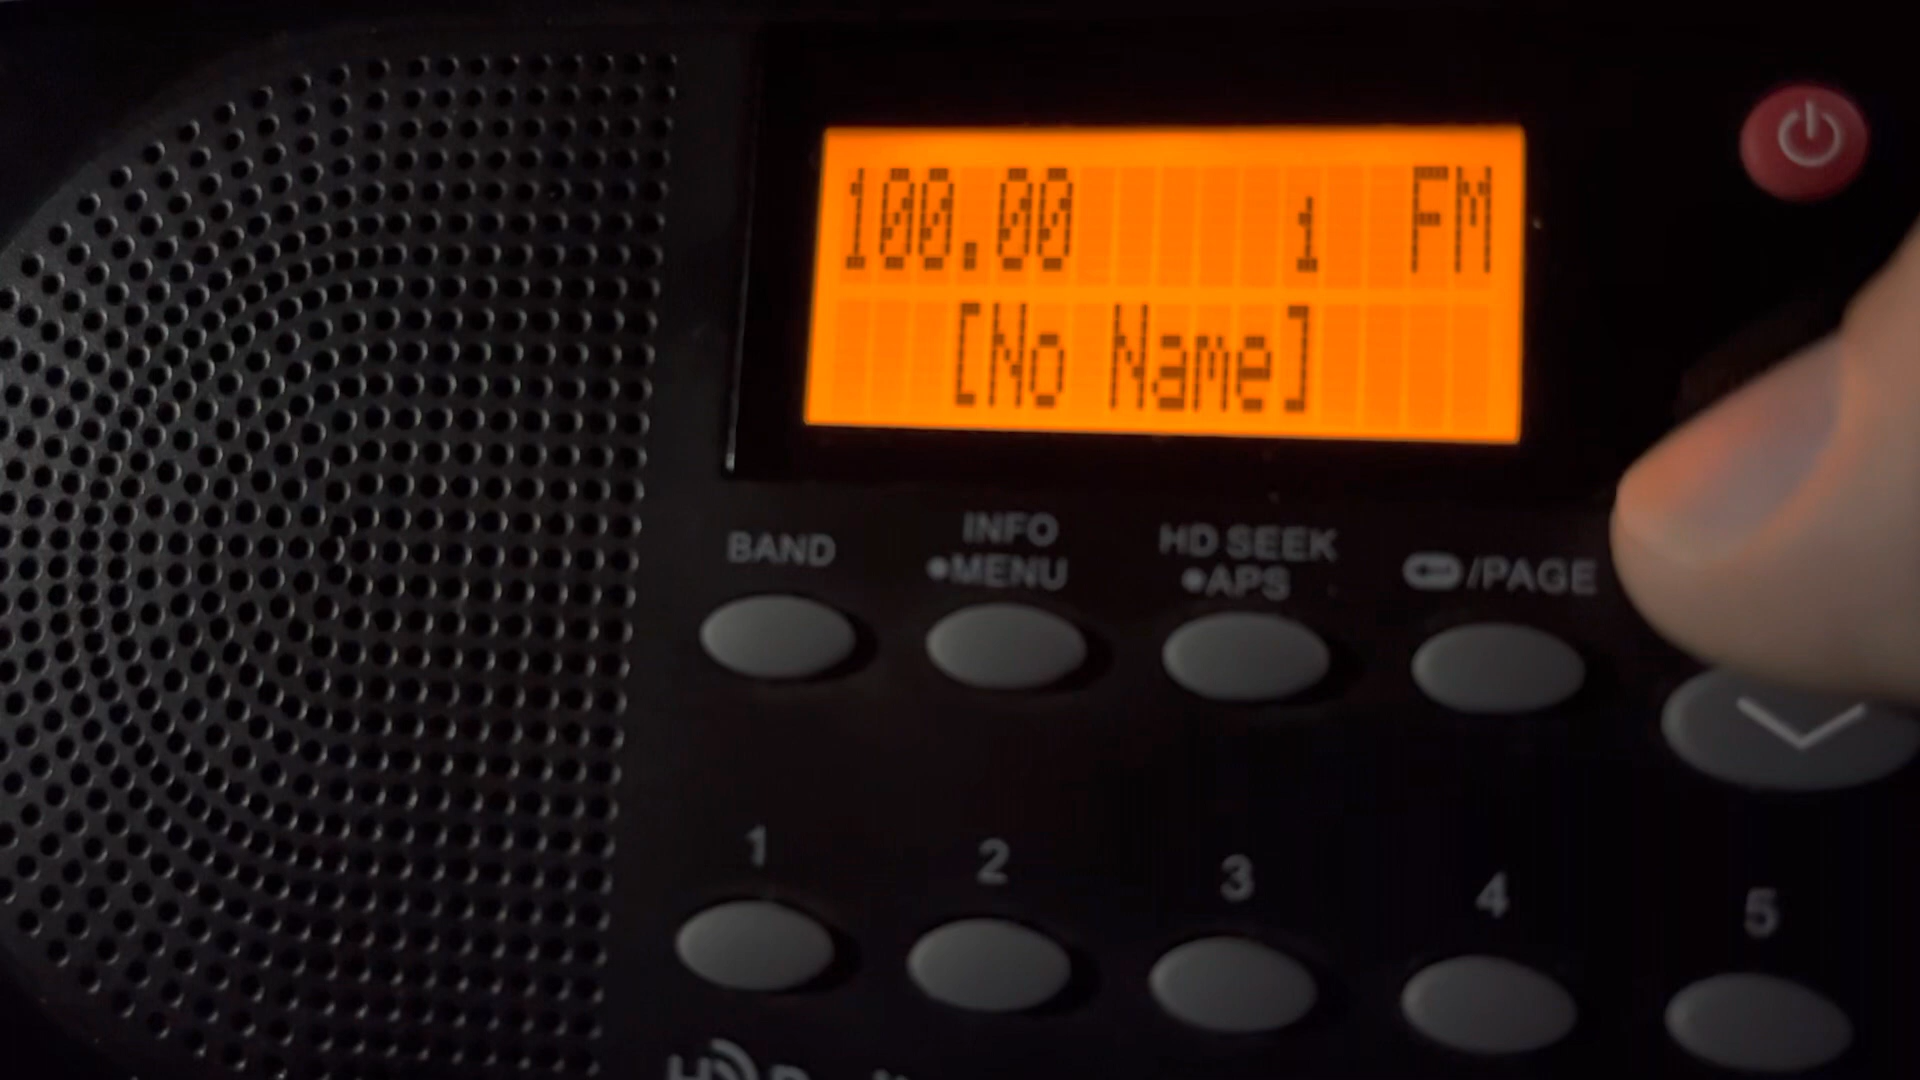 100.00 1 FM
[No Name]
BAND
INFO
•MENU
HD SEEK
•APS
/PAGE
1 2 3 4 5